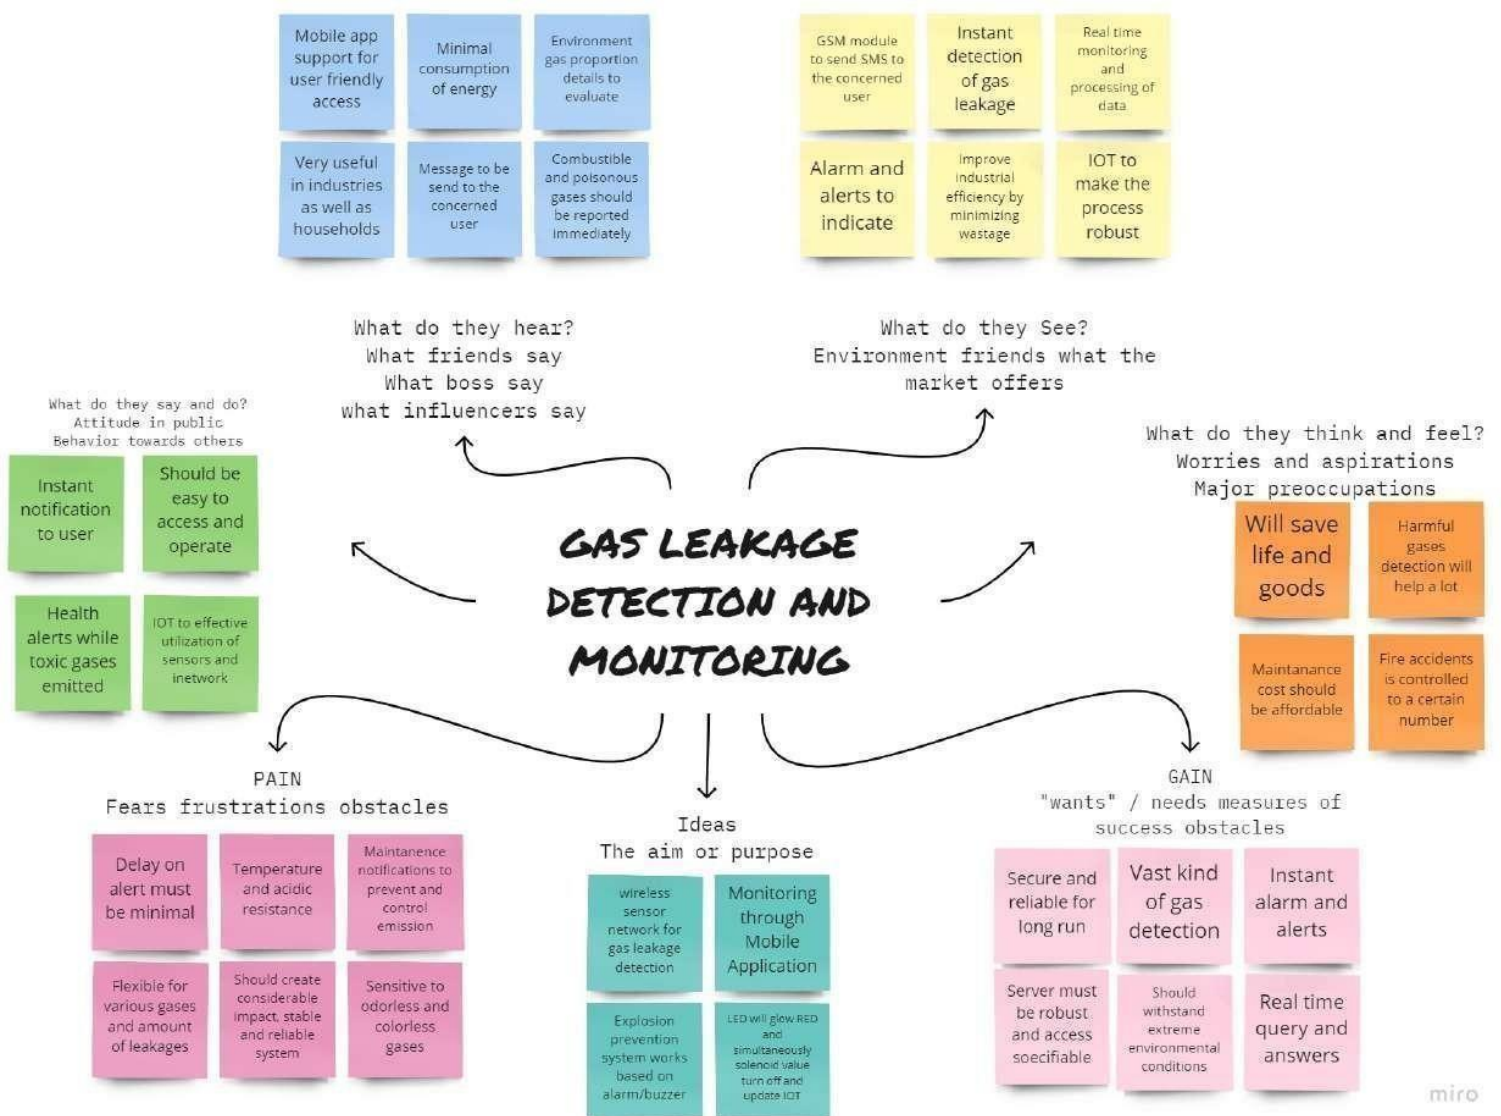 Mobile app
support for
user friendly
access
Minimal
consumption
of energy
Environment
gas proportion
details to
evaluate
Very useful
in industries
as well as
households
Message to be
send to the
concerned
user
Combustible
and poisonous
gases should
be reported
immediately
GSM module
to send SMS to
the concerned
user
Instant
detection
of gas
leakage
Real time
monitoring
and
processing of
data
Alarm and
alerts to
indicate
Improve
industrial
efficiency by
minimizing
wastage
IOT to
make the
process
robust
What do they hear?
What friends say
What boss say
what influencers say
What do they See?
Environment friends what the
market offers
What do they say and do?
Attitude in public
Behavior towards others
Instant
notification
to user
Should be
easy to
access and
operate
Health
alerts while
toxic gases
emitted
IOT to effective
utilization of
sensors and
inetwork
What do they think and feel?
Worries and aspirations
Major preoccupations
Will save
life and
goods
Harmful
gases
detection will
help a lot
Maintanance
cost should
be affordable
Fire accidents
is controlled
to a certain
number
GAS LEAKAGE
DETECTION AND
MONITORING
PAIN
Fears frustrations obstacles
Delay on
alert must
be minimal
Temperature
and acidic
resistance
Maintanence
notifications to
prevent and
control
emission
Flexible for
various gases
and amount
of leakages
Should create
considerable
impact, stable
and reliable
system
Sensitive to
odorless and
colorless
gases
Ideas
The aim or purpose
wireless
sensor
network for
gas leakage
detection
Monitoring
through
Mobile
Application
Explosion
prevention
system works
based on
alarm/buzzer
LED will glow RED
and
simultaneously
solenoid value
turn off and
update IOT
GAIN
"wants" / needs measures of
success obstacles
Secure and
reliable for
long run
Vast kind
of gas
detection
Instant
alarm and
alerts
Server must
be robust
and access
soecifiable
Should
withstand
extreme
environmental
conditions
Real time
query and
answers
miro